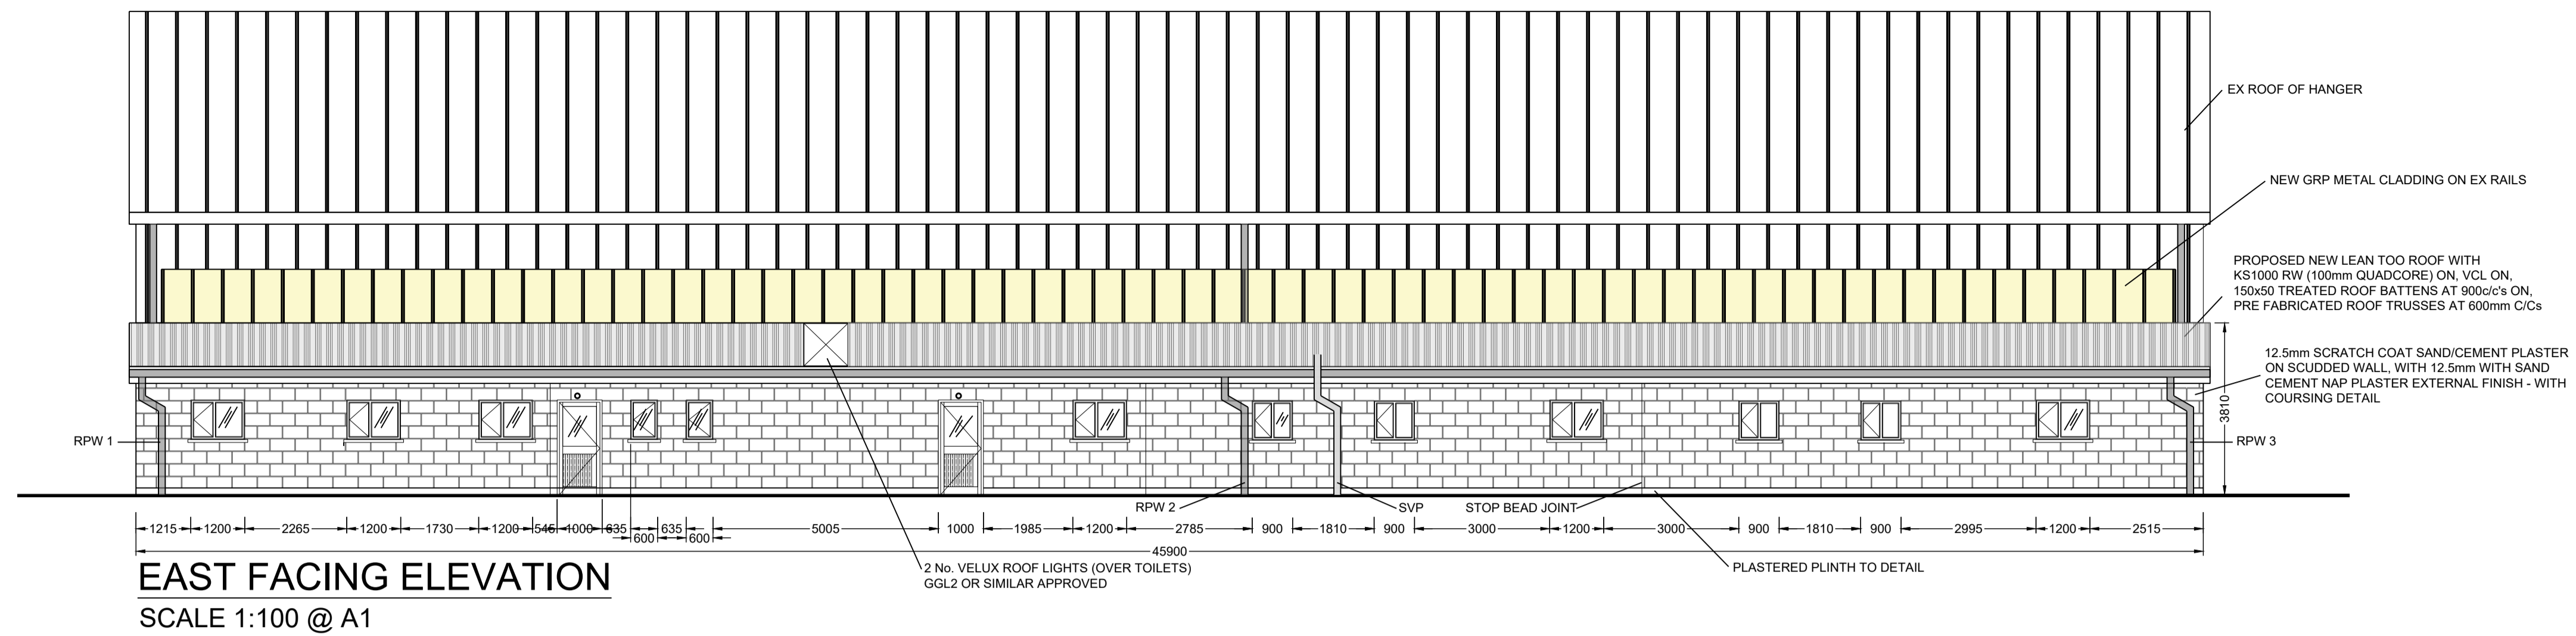 EX ROOF OF HANGER
NEW GRP METAL CLADDING ON EX RAILS
PROPOSED NEW LEAN TOO ROOF WITH
KS1000 RW (100mm QUADCORE) ON, VCL ON,
150x50 TREATED ROOF BATTENS AT 900c/c's ON,
PRE FABRICATED ROOF TRUSSES AT 600mm C/Cs
12.5mm SCRATCH COAT SAND/CEMENT PLASTER
ON SCUDDED WALL, WITH 12.5mm WITH SAND
CEMENT NAP PLASTER EXTERNAL FINISH - WITH
COURSING DETAIL
3810
RPW 1
RPW 3
RPW 2
SVP
STOP BEAD JOINT
1215 1200 2265 1200 1730 1200 545 1000 635 635 5005 1000 1985 1200 2785 900 1810 900 3000 1200 3000 900 1810 900 2995 1200 2515
600 600
45900
2 No. VELUX ROOF LIGHTS (OVER TOILETS)
GGL2 OR SIMILAR APPROVED
PLASTERED PLINTH TO DETAIL
EAST FACING ELEVATION
SCALE 1:100 @ A1